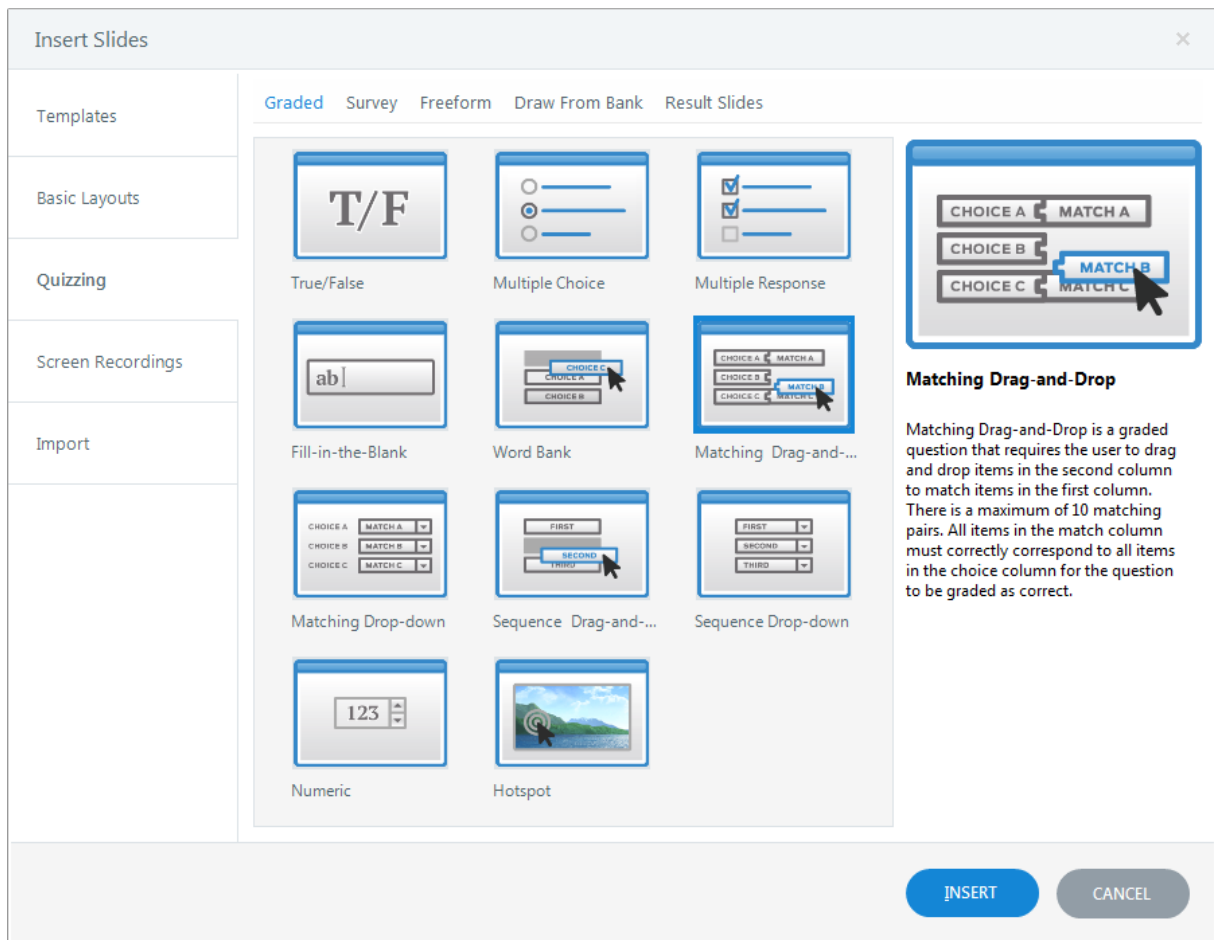 Insert Slides
×
Templates
Basic Layouts
Quizzing
Screen Recordings
Import
Graded Survey Freeform Draw From Bank Result Slides
T/F
True/False
Multiple Choice
Multiple Response
ab
Fill-in-the-Blank
CHOICE C
CHOICE A
CHOICE B
Word Bank
CHOICE A MATCH A
CHOICE B MATCH B
CHOICE C MATCH C
Matching Drag-and-...
CHOICE A MATCH A
CHOICE B MATCH B
CHOICE C MATCH C
Matching Drop-down
FIRST
SECOND
THIRD
Sequence Drag-and-...
FIRST
SECOND
THIRD
Sequence Drop-down
123
Numeric
Hotspot
CHOICE A MATCH A
CHOICE B
MATCH B
CHOICE C MATCH C
Matching Drag-and-Drop
Matching Drag-and-Drop is a graded
question that requires the user to drag
and drop items in the second column
to match items in the first column.
There is a maximum of 10 matching
pairs. All items in the match column
must correctly correspond to all items
in the choice column for the question
to be graded as correct.
INSERT CANCEL